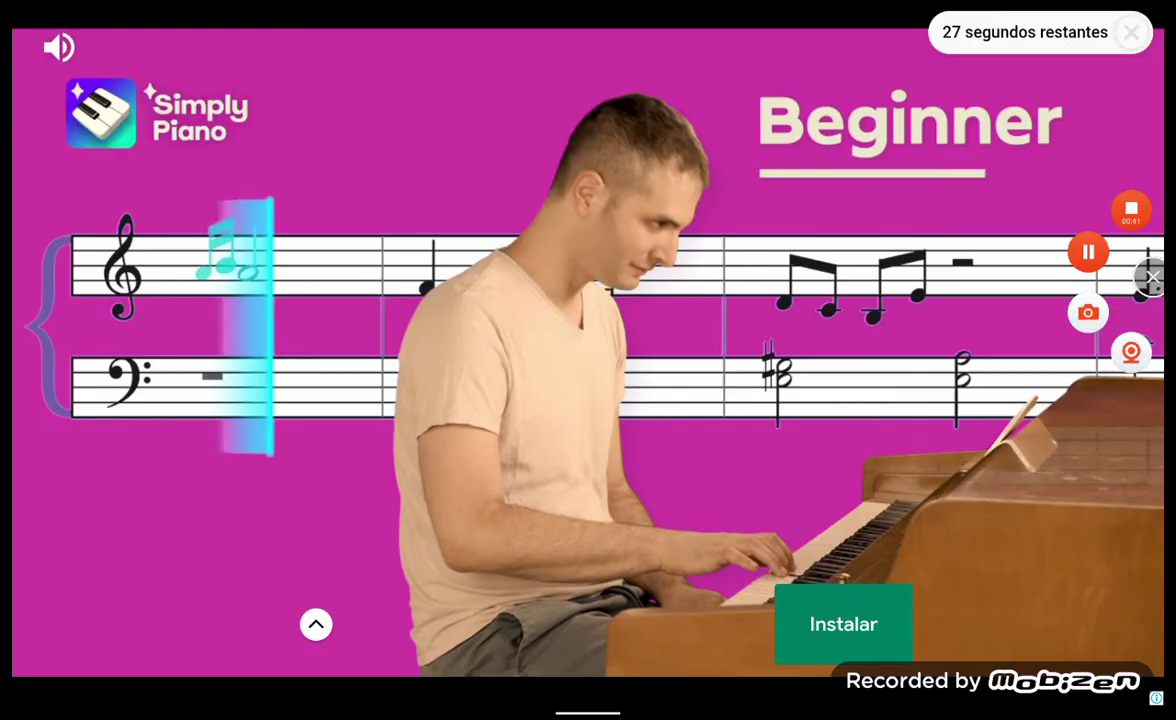 27 segundos restantes
Simply
Piano
Beginner
00:41
Instalar
Recorded by mobizen